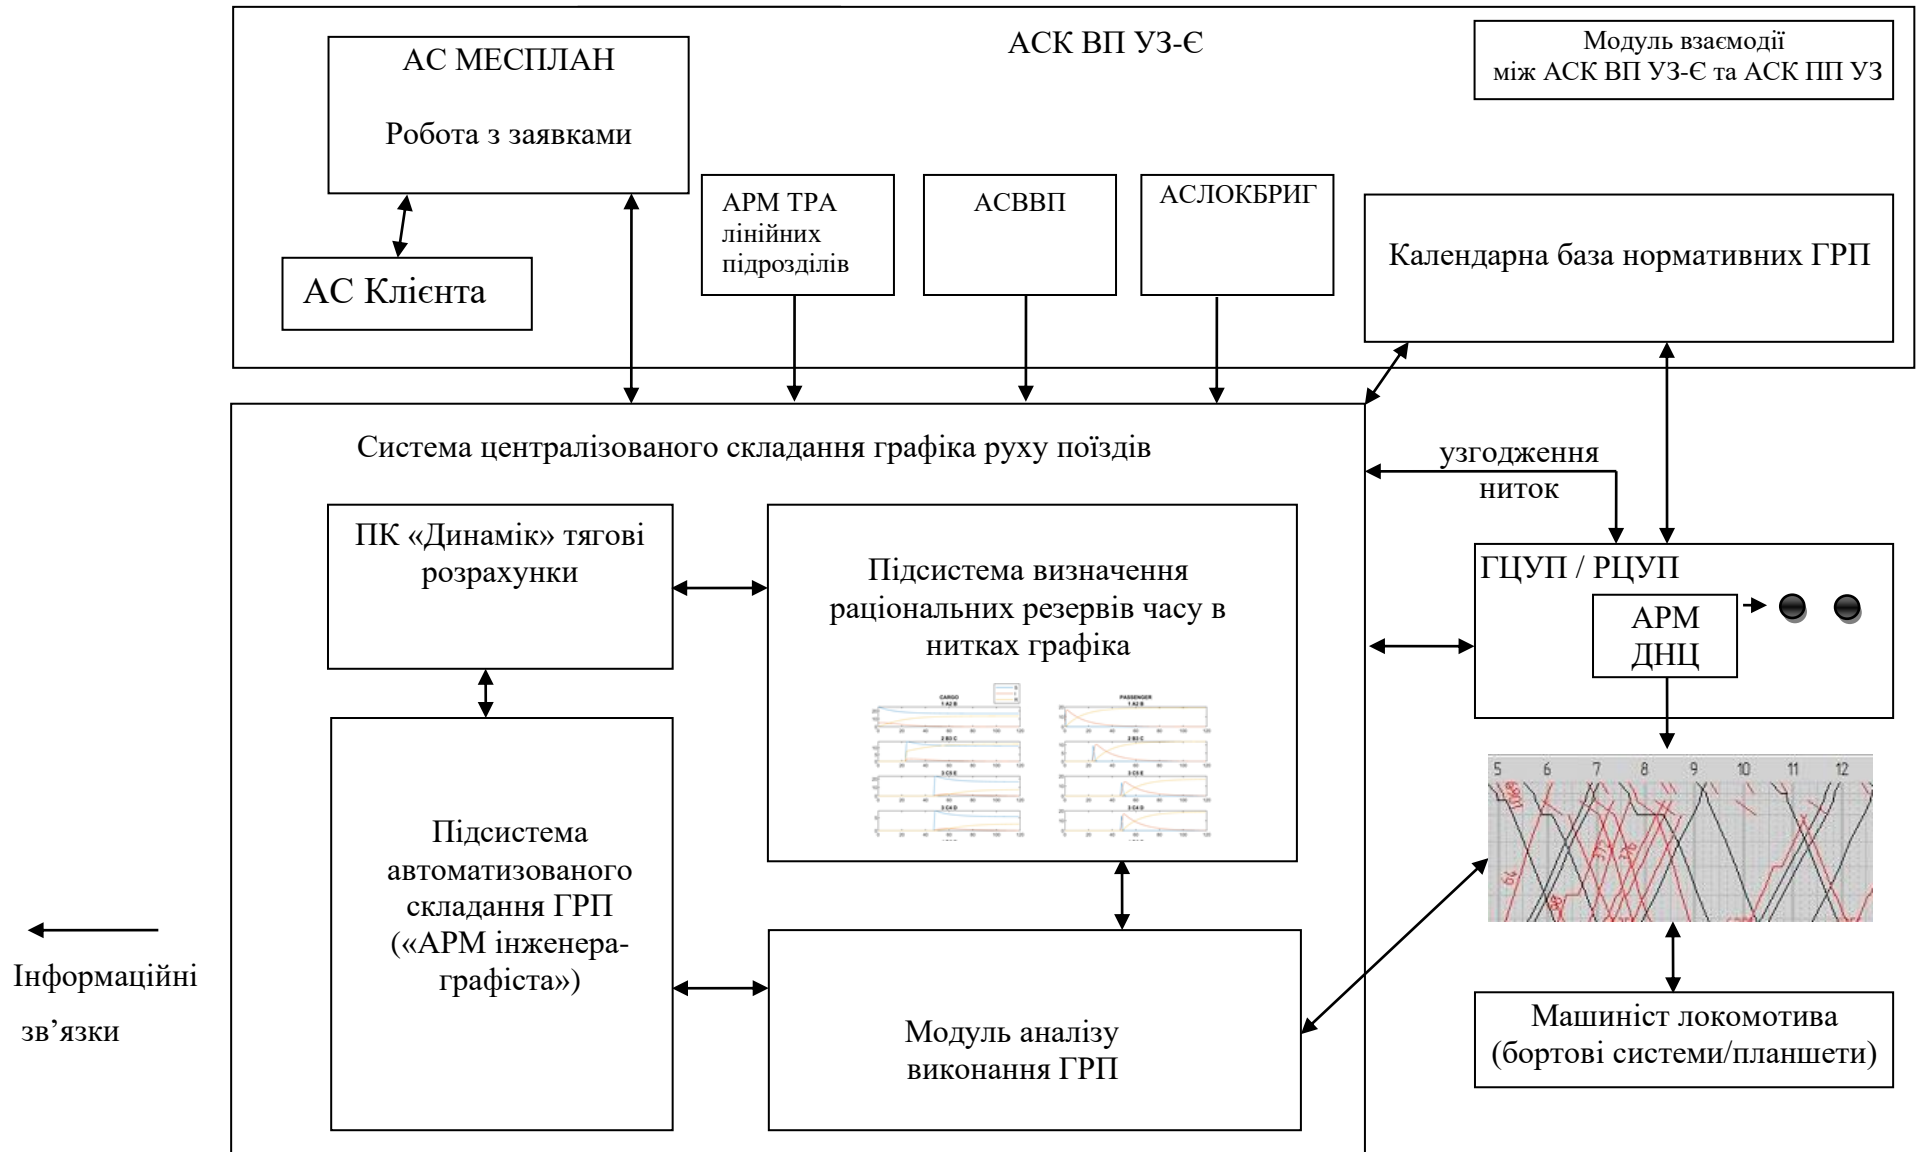 АСК ВП УЗ-Є
АС МЕСПЛАН
Робота з заявками
Модуль взаємодії
між АСК ВП УЗ-Є та АСК ПП УЗ
АС Клієнта
АРМ ТРА
лінійних
підрозділів
АСВВП
АСЛОКБРИГ
Календарна база нормативних ГРП
Система централізованого складання графіка руху поїздів
узгодження
ниток
ПК «Динамік» тягові
розрахунки
Підсистема визначення
раціональних резервів часу в
нитках графіка
CARGO
PASSENGER
ГЦУП / РЦУП
АРМ
ДНЦ
5 6 7 8 9 10 11 12
Підсистема
автоматизованого
складання ГРП
(«АРМ інженера-
графіста»)
Модуль аналізу
виконання ГРП
Машиніст локомотива
(бортові системи/планшети)
Інформаційні
зв’язки